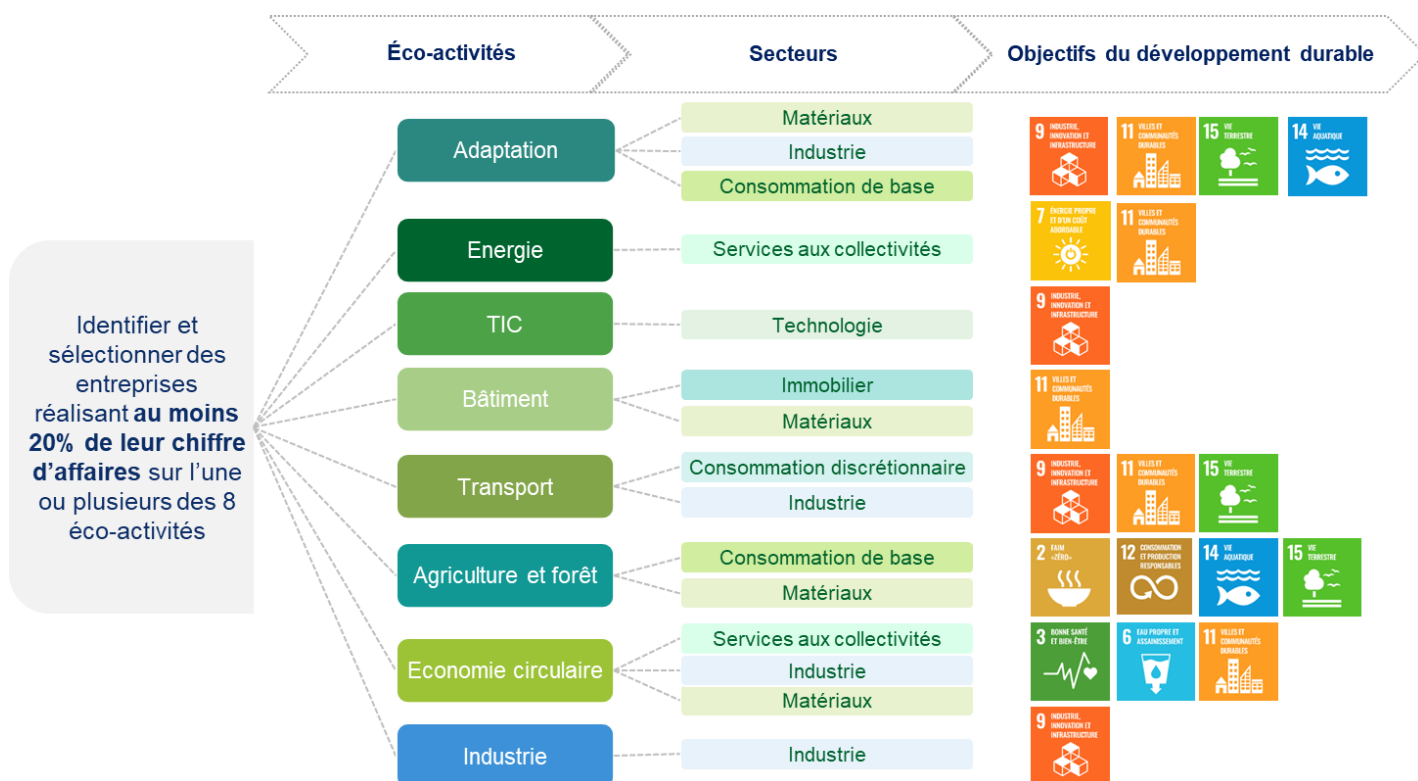 Éco-activités
Secteurs
Objectifs du développement durable
Identifier et
sélectionner des
entreprises
réalisant au moins
20% de leur chiffre
d'affaires sur l'une
ou plusieurs des 8
éco-activités
Adaptation
Matériaux
Industrie
Consommation de base
9 INDUSTRIE,
INNOVATION ET
INFRASTRUCTURE
11 VILLES ET
COMMUNAUTÉS
DURABLES
15 VIE
TERRESTRE
14 VIE
AQUATIQUE
Energie
Services aux collectivités
7 ÉNERGIE PROPRE
ET D'UN COÛT
ABORDABLE
11 VILLES ET
COMMUNAUTÉS
DURABLES
TIC
Technologie
9 INDUSTRIE,
INNOVATION ET
INFRASTRUCTURE
Bâtiment
Immobilier
Matériaux
11 VILLES ET
COMMUNAUTÉS
DURABLES
Transport
Consommation discrétionnaire
Industrie
9 INDUSTRIE,
INNOVATION ET
INFRASTRUCTURE
11 VILLES ET
COMMUNAUTÉS
DURABLES
15 VIE
TERRESTRE
Agriculture et forêt
Consommation de base
Matériaux
2 FAIM
«ZÉRO»
12 CONSOMMATION
ET PRODUCTION
RESPONSABLES
14 VIE
AQUATIQUE
15 VIE
TERRESTRE
Economie circulaire
Services aux collectivités
Industrie
Matériaux
3 BONNE SANTÉ
ET BIEN-ÊTRE
6 EAU PROPRE ET
ASSAINISSEMENT
11 VILLES ET
COMMUNAUTÉS
DURABLES
Industrie
Industrie
9 INDUSTRIE,
INNOVATION ET
INFRASTRUCTURE